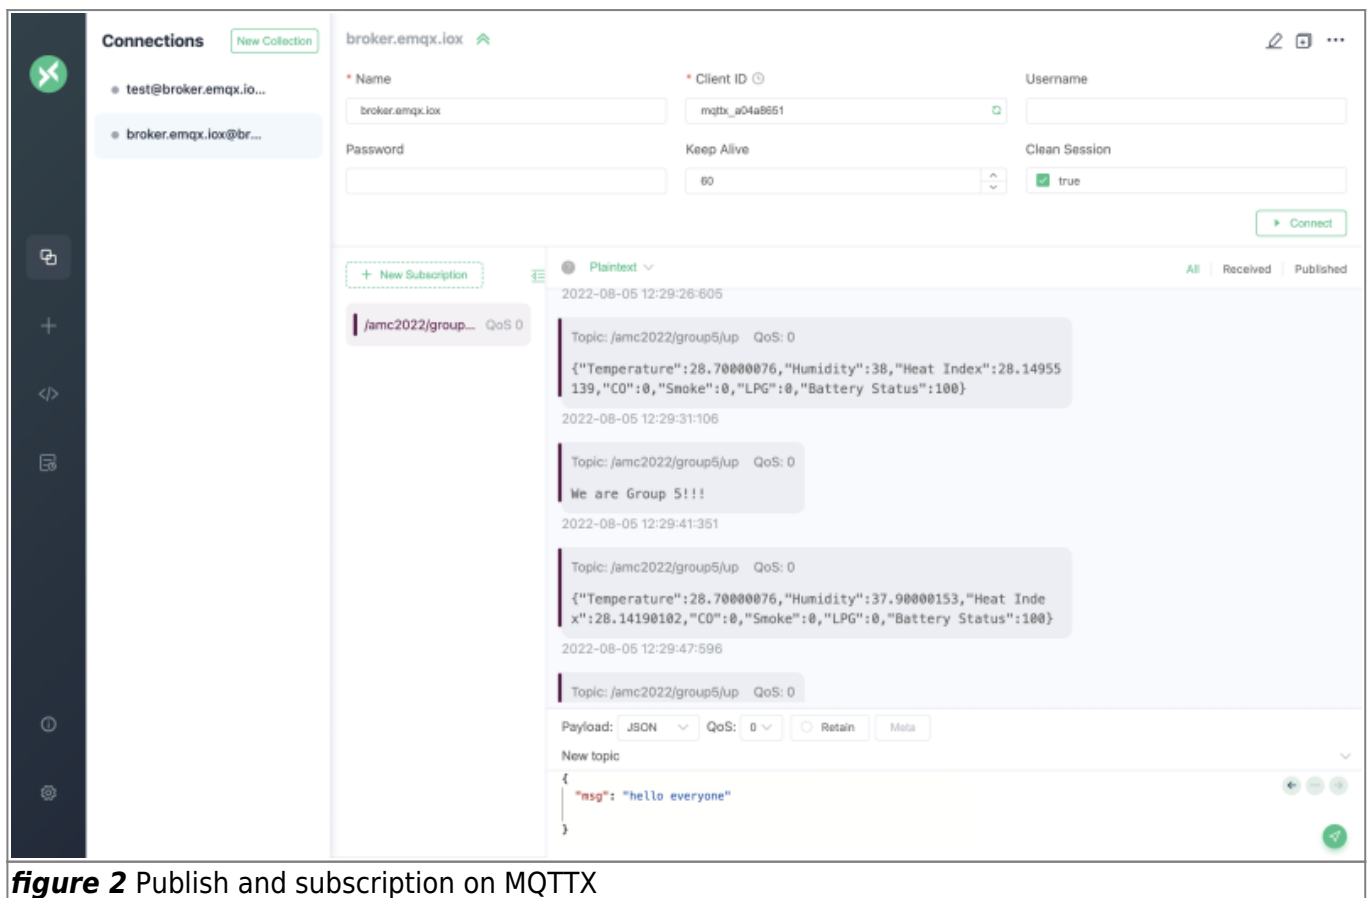 Connections
New Collection
test@broker.emqx.io...
broker.emqx.iox@br...
broker.emqx.iox
* Name
* Client ID
Username
broker.emqx.iox
mqttx_a04a8651
Password
Keep Alive
Clean Session
60
true
Connect
+ New Subscription
/amc2022/group... QoS 0
Plaintext
All
Received
Published
2022-08-05 12:29:26:605
Topic: /amc2022/group5/up QoS: 0
{"Temperature":28.70000076,"Humidity":38,"Heat Index":28.14955
139,"CO":0,"Smoke":0,"LPG":0,"Battery Status":100}
2022-08-05 12:29:31:106
Topic: /amc2022/group5/up QoS: 0
We are Group 5!!!
2022-08-05 12:29:41:351
Topic: /amc2022/group5/up QoS: 0
{"Temperature":28.70000076,"Humidity":37.90000153,"Heat Inde
x":28.14190102,"CO":0,"Smoke":0,"LPG":0,"Battery Status":100}
2022-08-05 12:29:47:596
Topic: /amc2022/group5/up QoS: 0
Payload: JSON QoS: 0 Retain Meta
New topic
{
"msg": "hello everyone"
}
figure 2 Publish and subscription on MQTTX